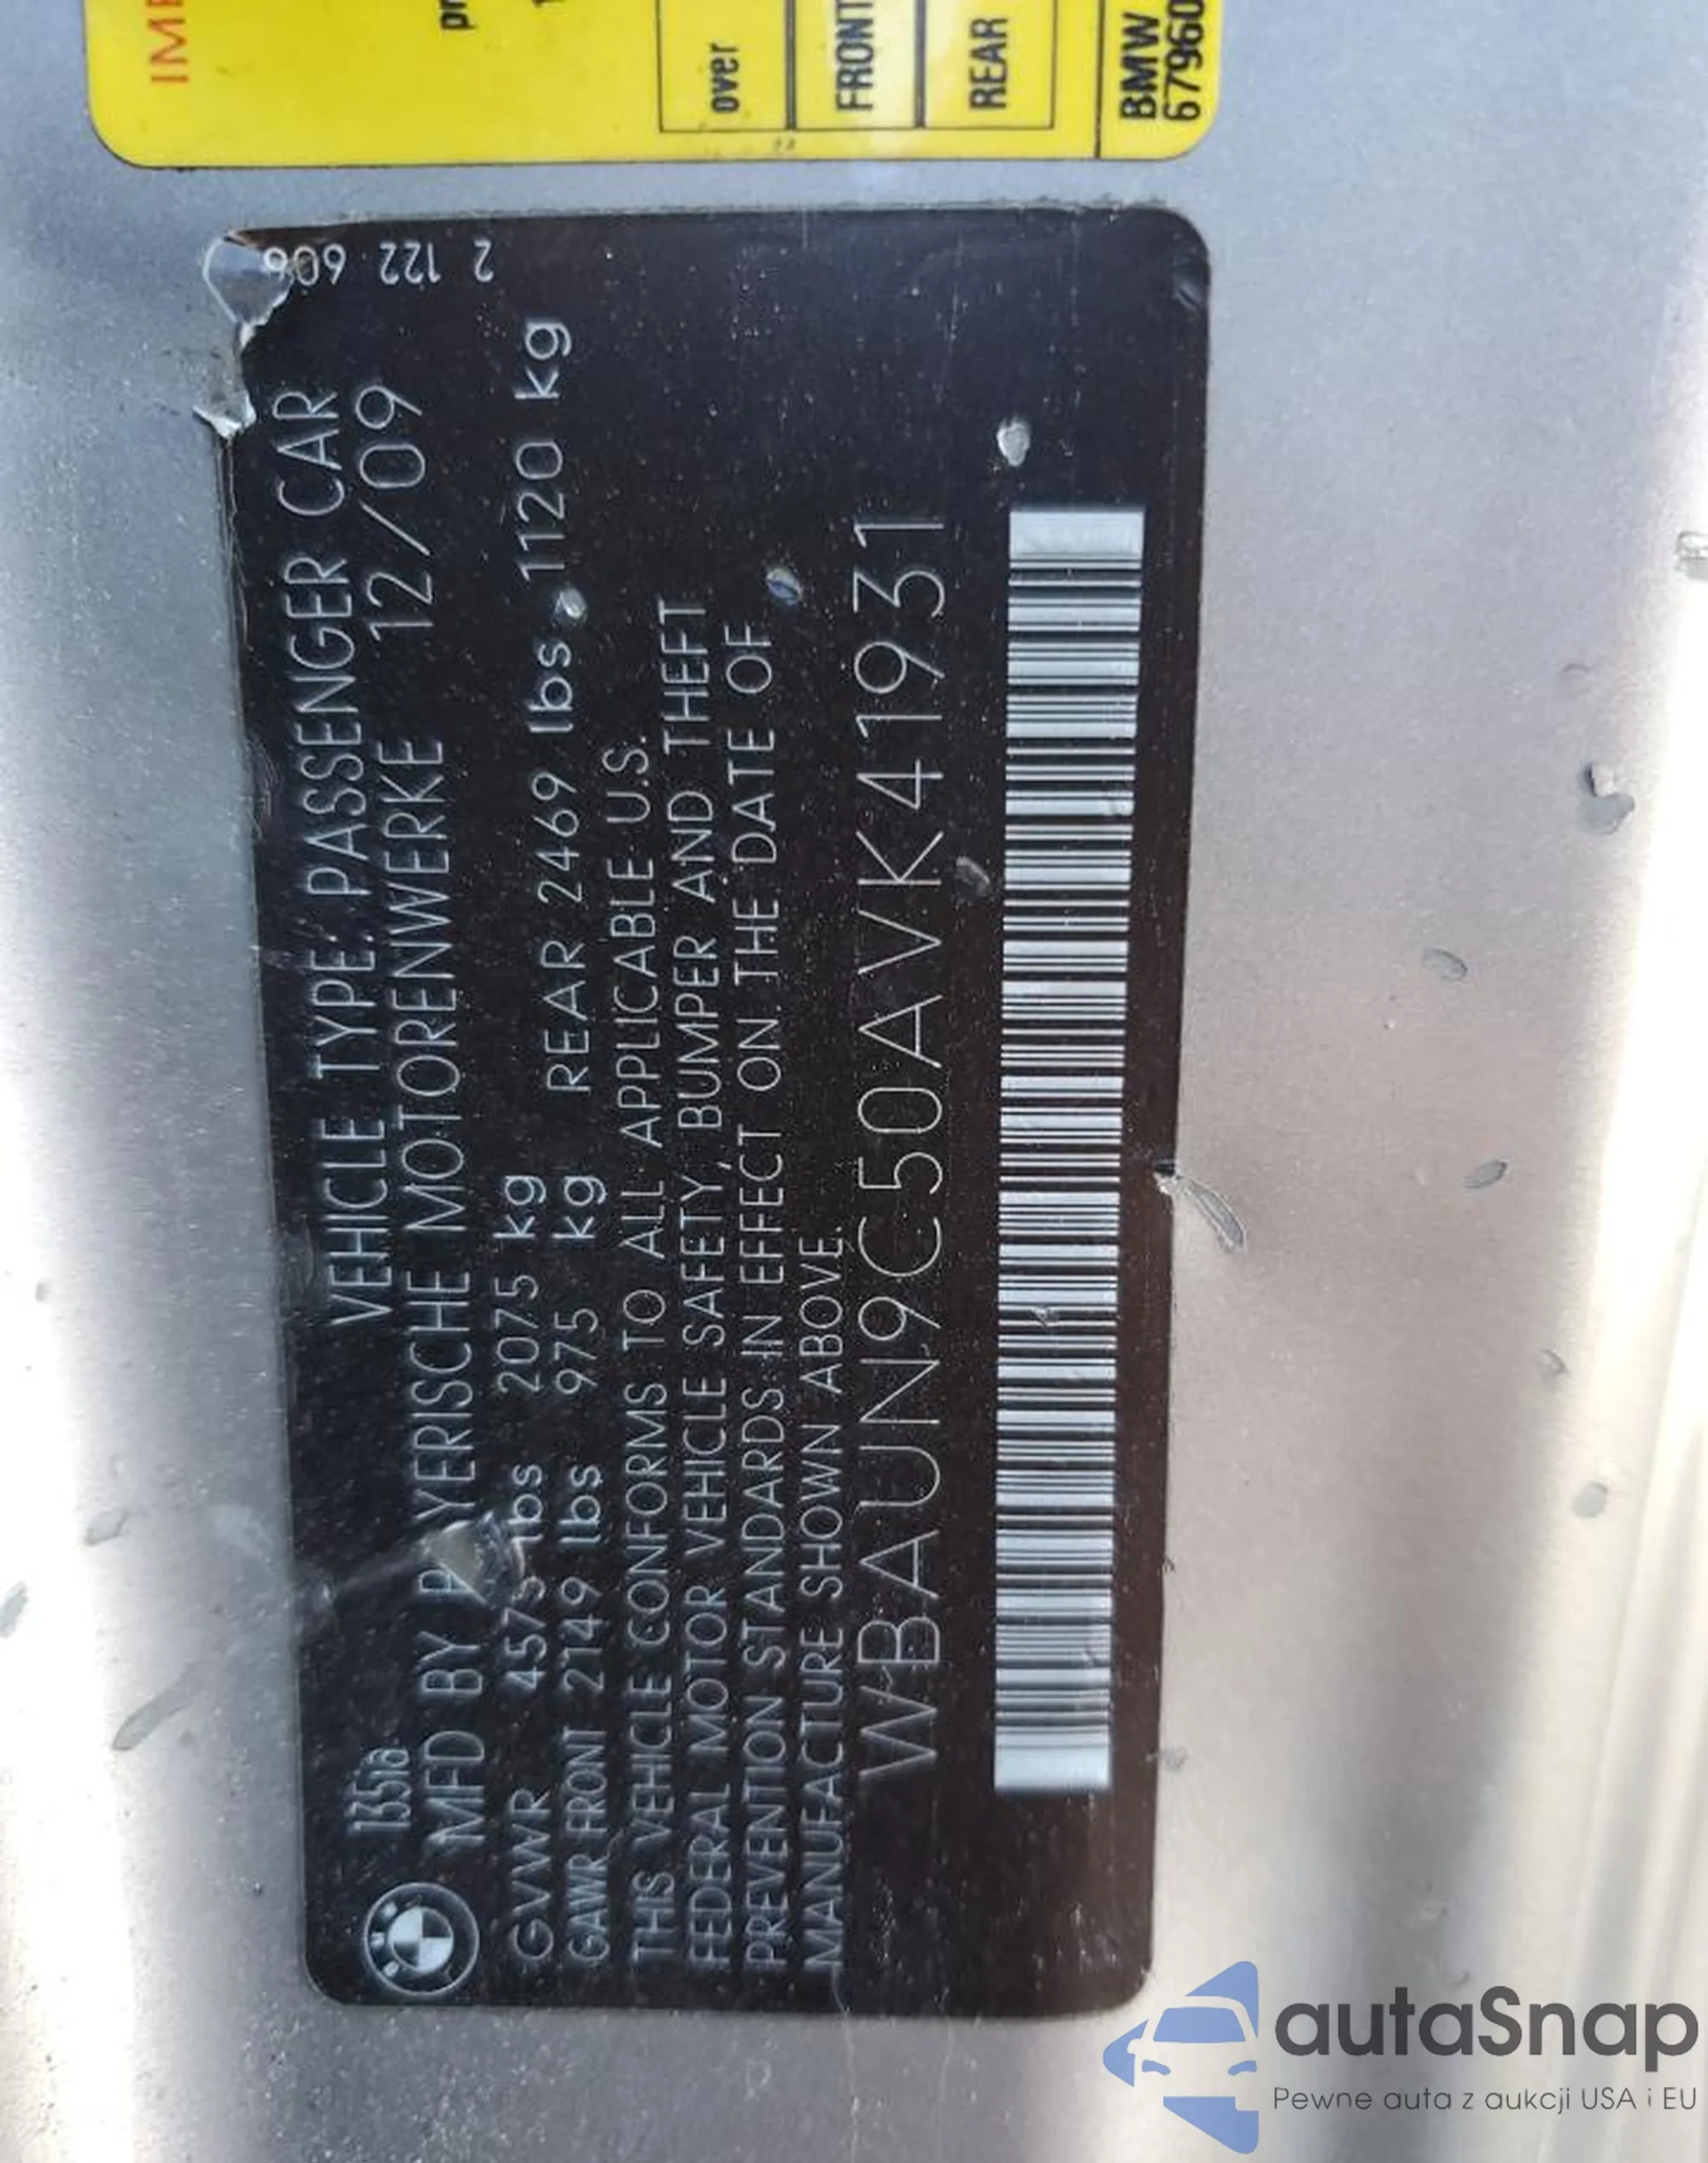 over
FRONT
REAR
BMW
67960
2 122 606
1351a VEHICLE TYPE: PASSENGER CAR
MFD BY BAYERISCHE MOTORENWERKE 12/09
GVWR 4575 lbs 2075 kg
GAWR FRONT 2149 lbs 975 kg REAR 2469 lbs 1120 kg
THIS VEHICLE CONFORMS TO ALL APPLICABLE U.S.
FEDERAL MOTOR VEHICLE SAFETY, BUMPER AND THEFT
PREVENTION STANDARDS IN EFFECT ON THE DATE OF
MANUFACTURE SHOWN ABOVE.
WBAUN9C50AVK41931
autaSnap
Pewne auta z aukcji USA i EU